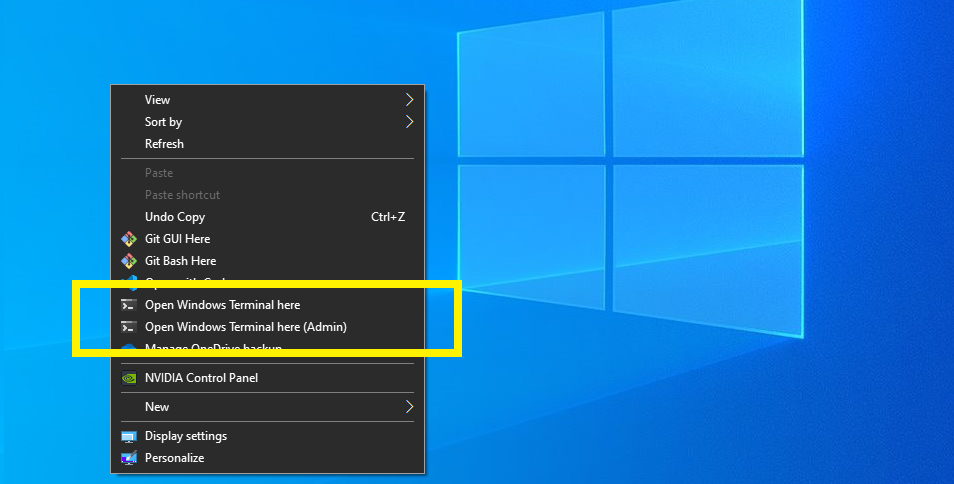 View
Sort by
Refresh
Paste
Paste shortcut
Undo Copy Ctrl+Z
Git GUI Here
Git Bash Here
Open Windows Terminal here
Open Windows Terminal here (Admin)
Manage OneDrive backup
NVIDIA Control Panel
New
Display settings
Personalize